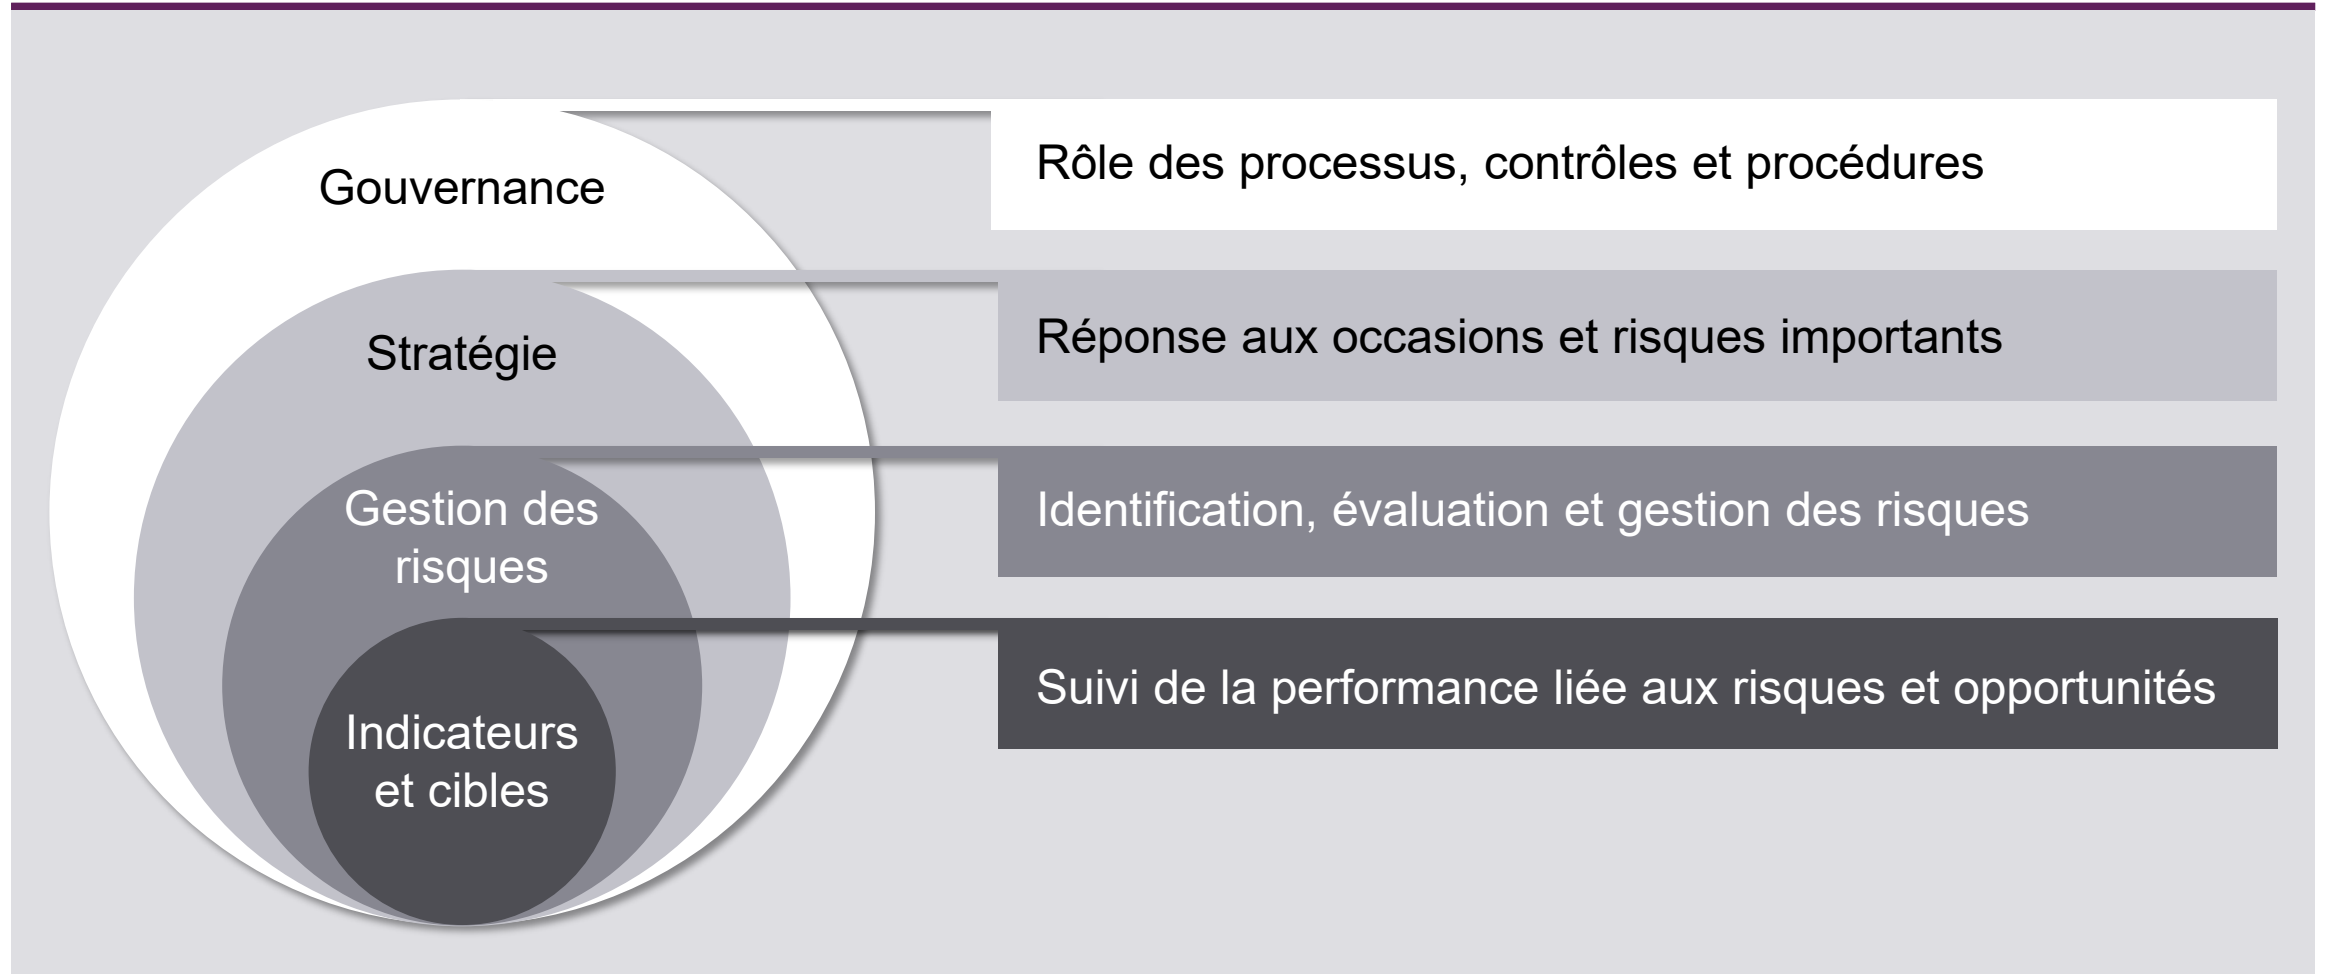 Gouvernance
Rôle des processus, contrôles et procédures
Stratégie
Réponse aux occasions et risques importants
Gestion des
risques
Identification, évaluation et gestion des risques
Indicateurs
et cibles
Suivi de la performance liée aux risques et opportunités